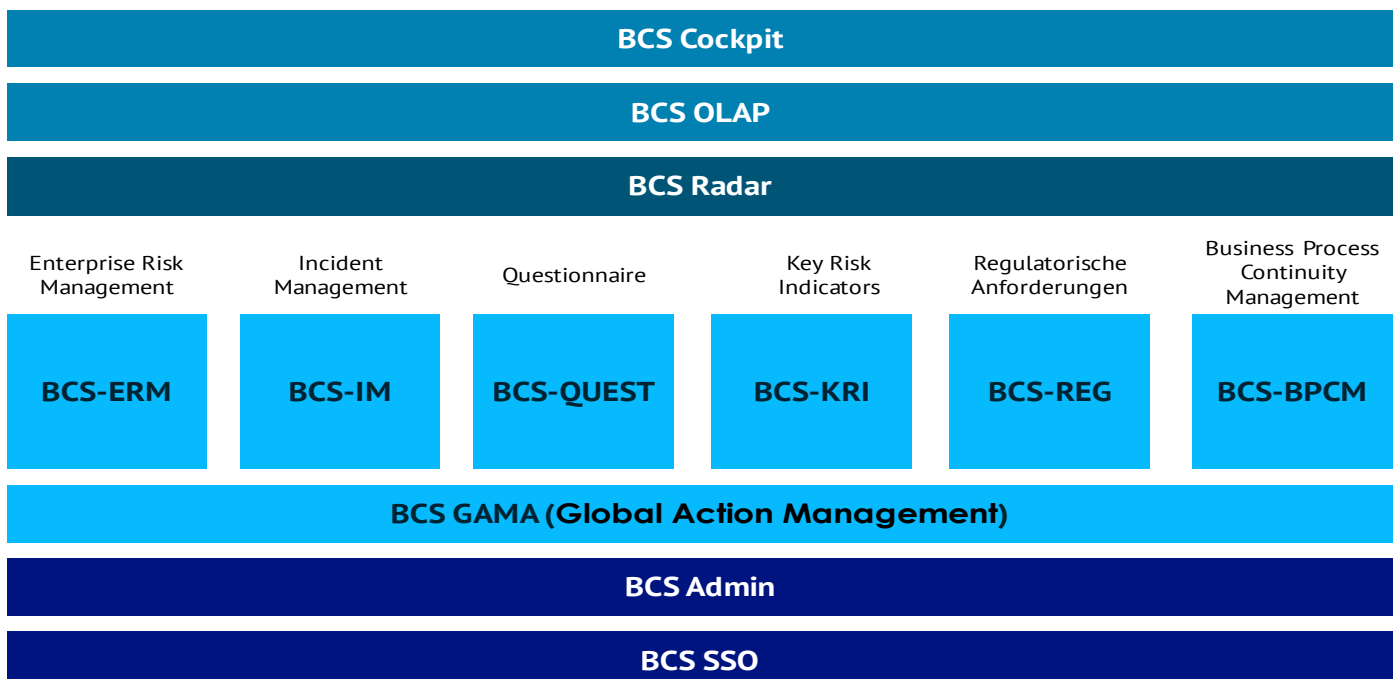 BCS Cockpit
BCS OLAP
BCS Radar
Enterprise Risk
Management
Incident
Management
Questionnaire
Key Risk
Indicators
Regulatorische
Anforderungen
Business Process
Continuity
Management
BCS-ERM
BCS-IM
BCS-QUEST
BCS-KRI
BCS-REG
BCS-BPCM
BCS GAMA (Global Action Management)
BCS Admin
BCS SSO